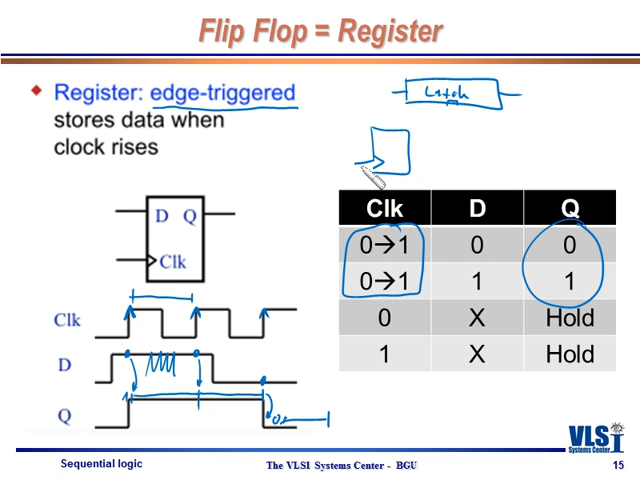 Flip Flop = Register
Register: edge-triggered
stores data when
clock rises
Latch
D Q
Clk
Clk D Q
0→1 0 0
0→1 1 1
0 X Hold
1 X Hold
Clk
D
Q
1
0
VLSI
Systems Center
Sequential logic
The VLSI Systems Center - BGU
15